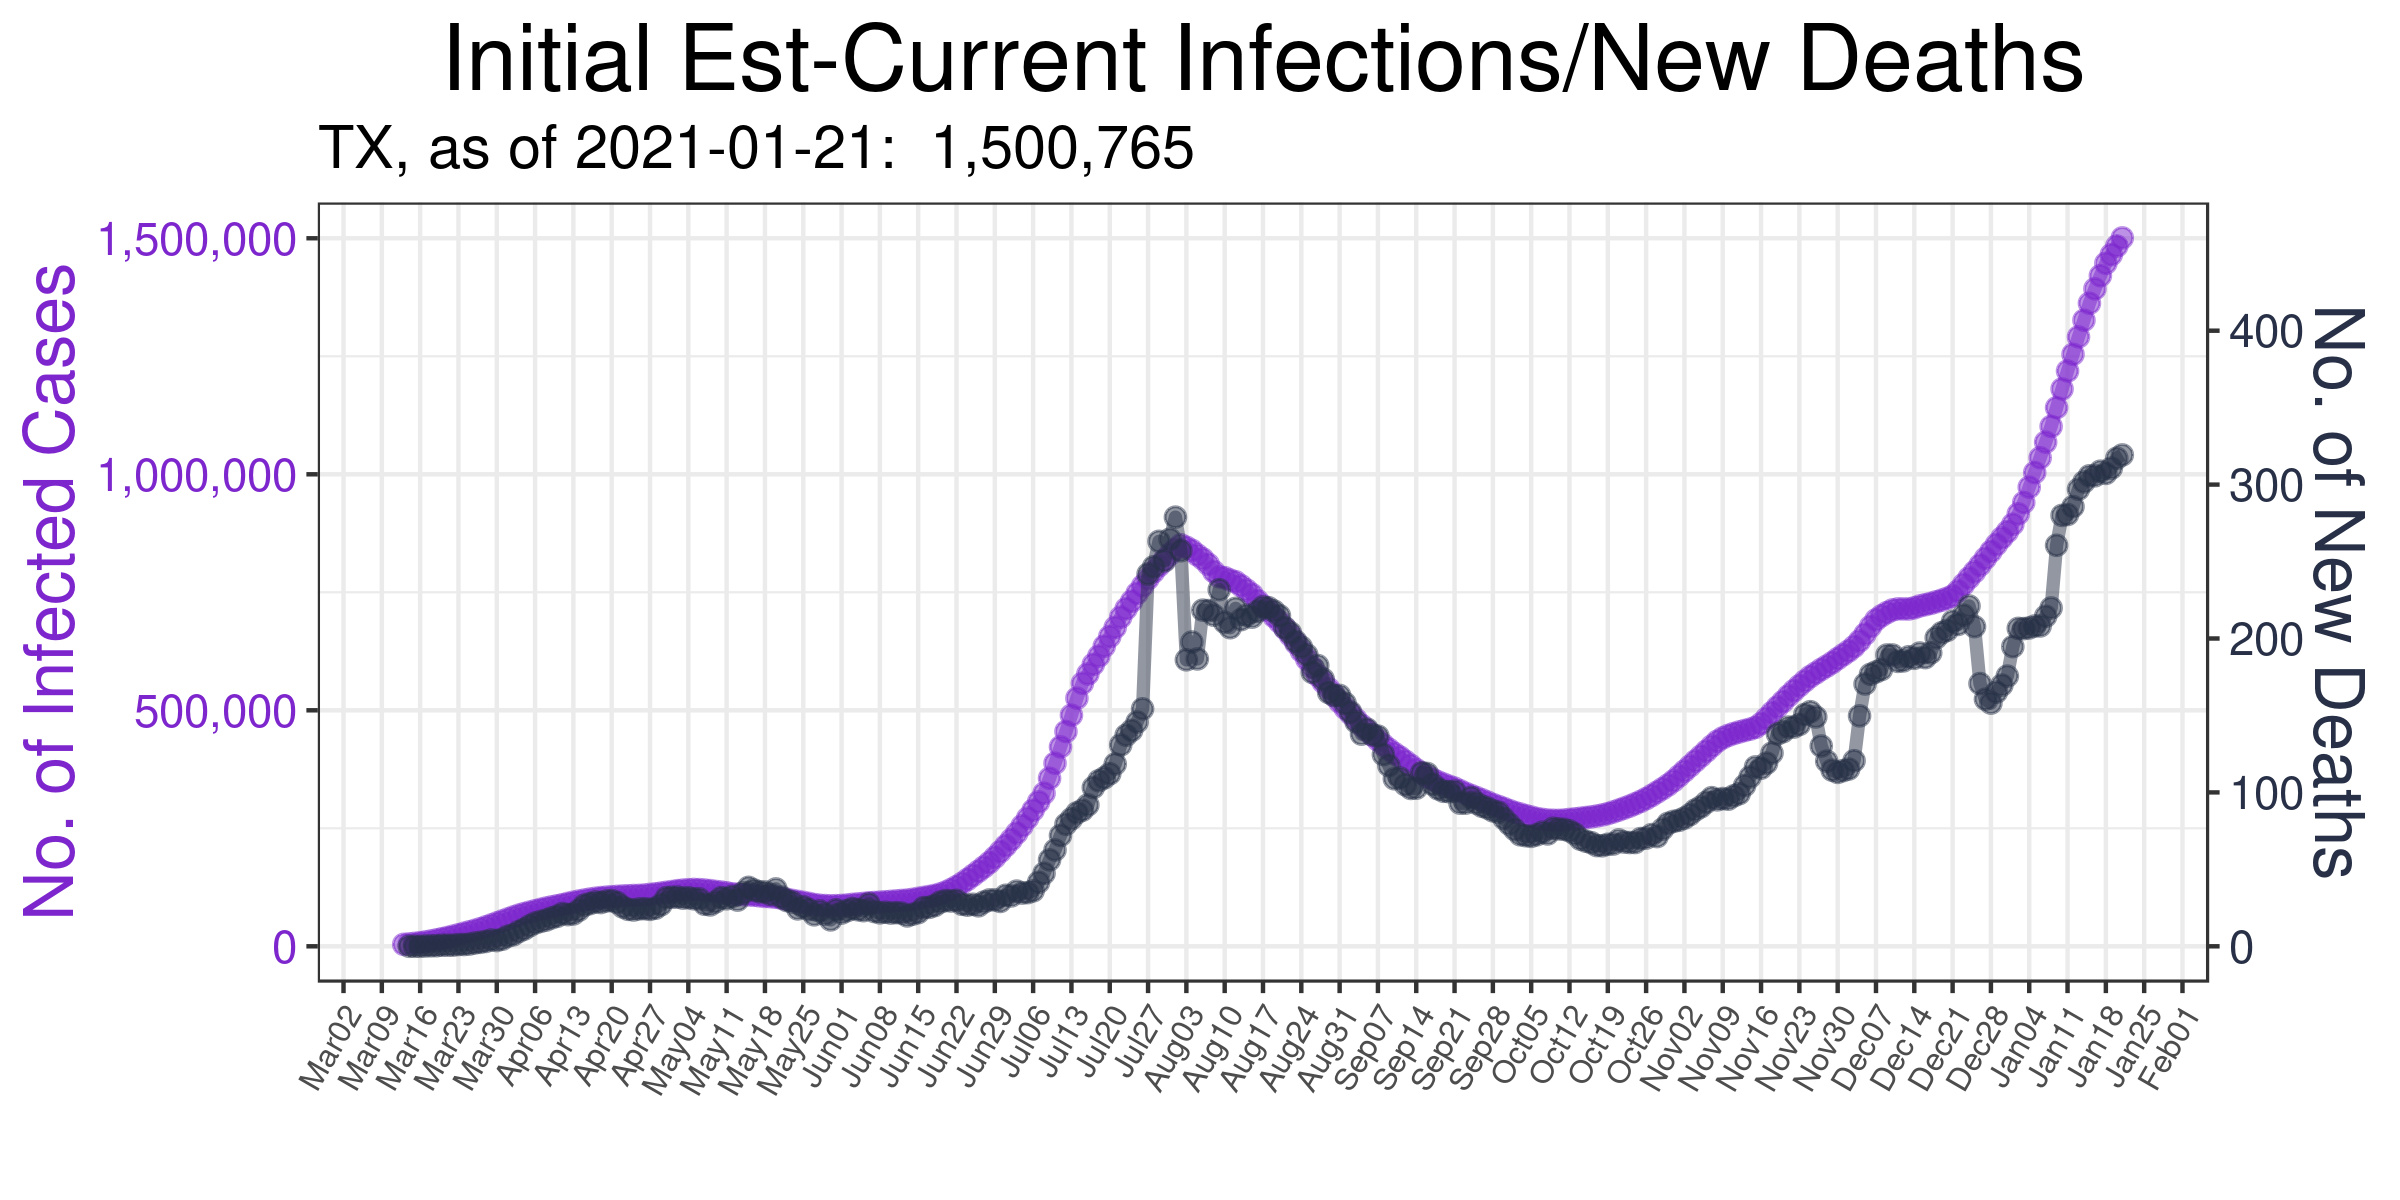 Initial Est-Current Infections/New Deaths
TX, as of 2021-01-21:  1,500,765
No. of Infected Cases
1,500,000
1,000,000
500,000
0
400
300
200
100
0
No. of New Deaths
Mar02
Mar09
Mar16
Mar23
Mar30
Apr06
Apr13
Apr20
Apr27
May04
May11
May18
May25
Jun01
Jun08
Jun15
Jun22
Jun29
Jul06
Jul13
Jul20
Jul27
Aug03
Aug10
Aug17
Aug24
Aug31
Sep07
Sep14
Sep21
Sep28
Oct05
Oct12
Oct19
Oct26
Nov02
Nov09
Nov16
Nov23
Nov30
Dec07
Dec14
Dec21
Dec28
Jan04
Jan11
Jan18
Jan25
Feb01